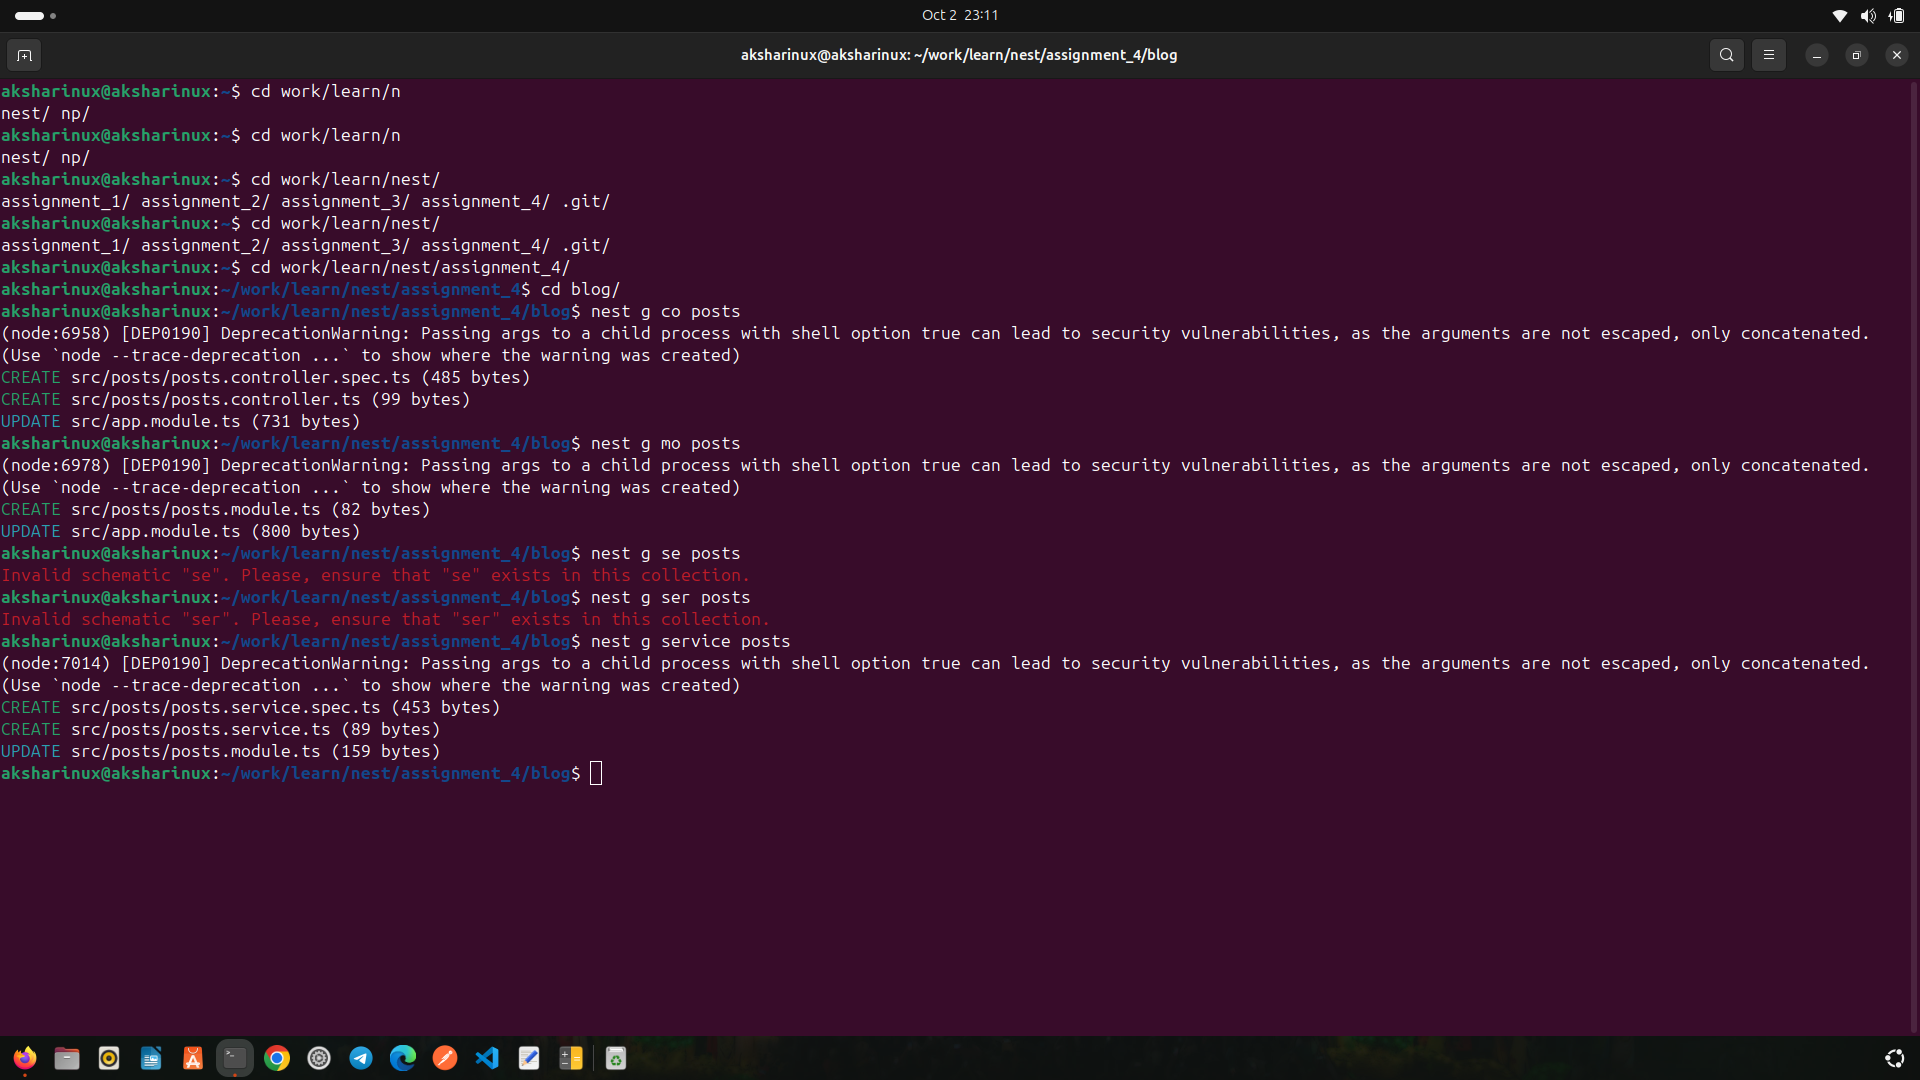 Oct 2 23:11
aksharinux@aksharinux: ~/work/learn/nest/assignment_4/blog
aksharinux@aksharinux:~$ cd work/learn/n
nest/ np/
aksharinux@aksharinux:~$ cd work/learn/n
nest/ np/
aksharinux@aksharinux:~$ cd work/learn/nest/
assignment_1/ assignment_2/ assignment_3/ assignment_4/ .git/
aksharinux@aksharinux:~$ cd work/learn/nest/
assignment_1/ assignment_2/ assignment_3/ assignment_4/ .git/
aksharinux@aksharinux:~$ cd work/learn/nest/assignment_4/
aksharinux@aksharinux:~/work/learn/nest/assignment_4$ cd blog/
aksharinux@aksharinux:~/work/learn/nest/assignment_4/blog$ nest g co posts
(node:6958) [DEP0190] DeprecationWarning: Passing args to a child process with shell option true can lead to security vulnerabilities, as the arguments are not escaped, only concatenated.
(Use `node --trace-deprecation ...` to show where the warning was created)
CREATE src/posts/posts.controller.spec.ts (485 bytes)
CREATE src/posts/posts.controller.ts (99 bytes)
UPDATE src/app.module.ts (731 bytes)
aksharinux@aksharinux:~/work/learn/nest/assignment_4/blog$ nest g mo posts
(node:6978) [DEP0190] DeprecationWarning: Passing args to a child process with shell option true can lead to security vulnerabilities, as the arguments are not escaped, only concatenated.
(Use `node --trace-deprecation ...` to show where the warning was created)
CREATE src/posts/posts.module.ts (82 bytes)
UPDATE src/app.module.ts (800 bytes)
aksharinux@aksharinux:~/work/learn/nest/assignment_4/blog$ nest g se posts
Invalid schematic "se". Please, ensure that "se" exists in this collection.
aksharinux@aksharinux:~/work/learn/nest/assignment_4/blog$ nest g ser posts
Invalid schematic "ser". Please, ensure that "ser" exists in this collection.
aksharinux@aksharinux:~/work/learn/nest/assignment_4/blog$ nest g service posts
(node:7014) [DEP0190] DeprecationWarning: Passing args to a child process with shell option true can lead to security vulnerabilities, as the arguments are not escaped, only concatenated.
(Use `node --trace-deprecation ...` to show where the warning was created)
CREATE src/posts/posts.service.spec.ts (453 bytes)
CREATE src/posts/posts.service.ts (89 bytes)
UPDATE src/posts/posts.module.ts (159 bytes)
aksharinux@aksharinux:~/work/learn/nest/assignment_4/blog$